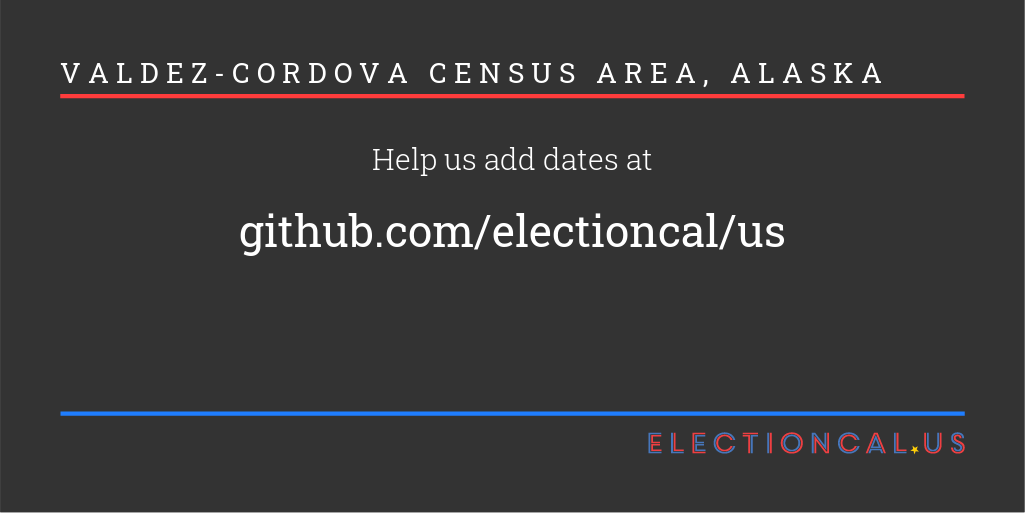 VALDEZ-CORDOVA CENSUS AREA, ALASKA
Help us add dates at
github.com/electioncal/us
ELECTIONCAL.US